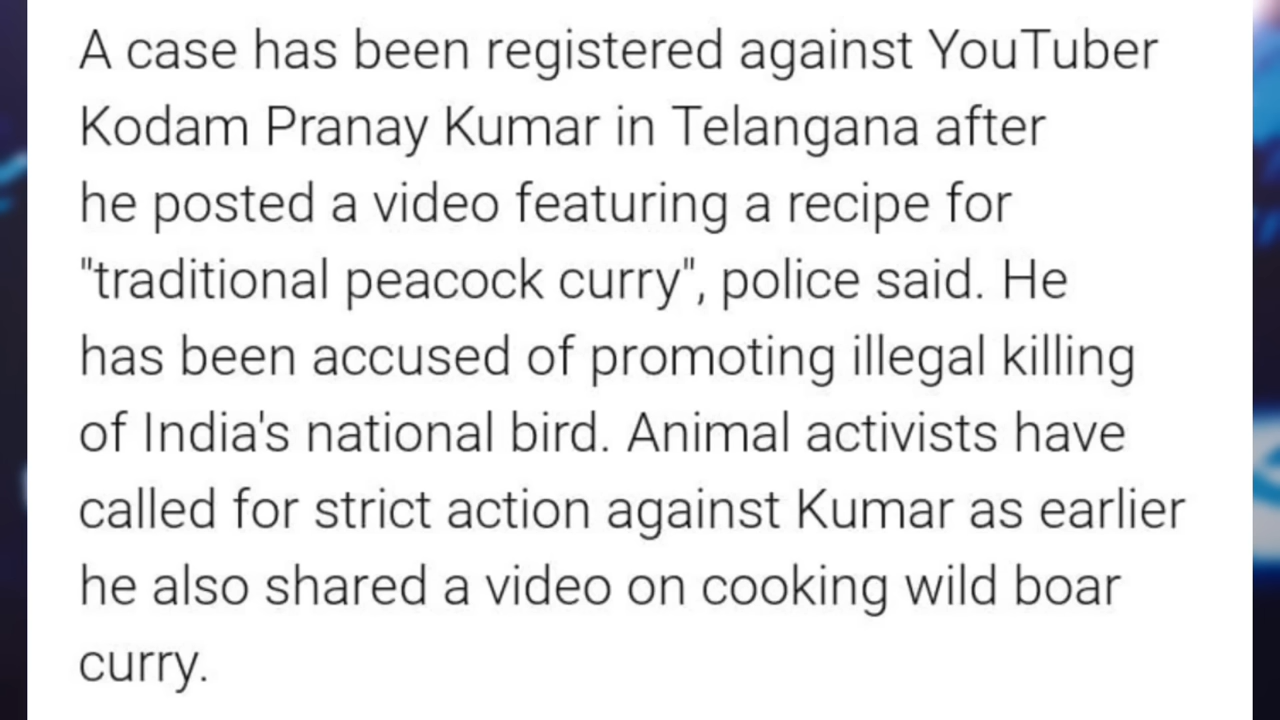 A case has been registered against YouTuber
Kodam Pranay Kumar in Telangana after
he posted a video featuring a recipe for
"traditional peacock curry", police said. He
has been accused of promoting illegal killing
of India's national bird. Animal activists have
called for strict action against Kumar as earlier
he also shared a video on cooking wild boar
curry.